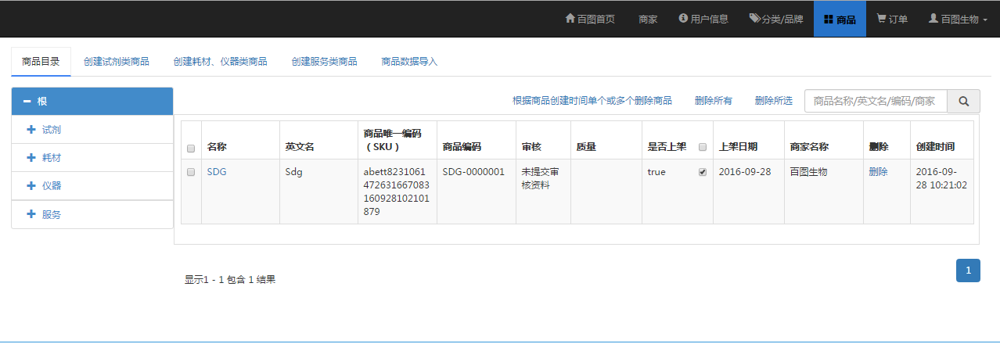 百图首页 商家 用户信息 分类/品牌 商品 订单 百图生物
商品目录 创建试剂类商品 创建耗材、仪器类商品 创建服务类商品 商品数据导入
根
试剂
耗材
仪器
服务
根据商品创建时间单个或多个删除商品 删除所有 删除所选 商品名称/英文名/编码/商家
名称 英文名 商品唯一编码（SKU） 商品编码 审核 质量 是否上架 上架日期 商家名称 删除 创建时间
SDG Sdg abett8231061 SDG-0000001 未提交审 true 2016-09-28 百图生物 删除 2016-09-
472631667083 核资料 28 10:21:02
160928102101
879
显示1 - 1 包含 1 结果
1